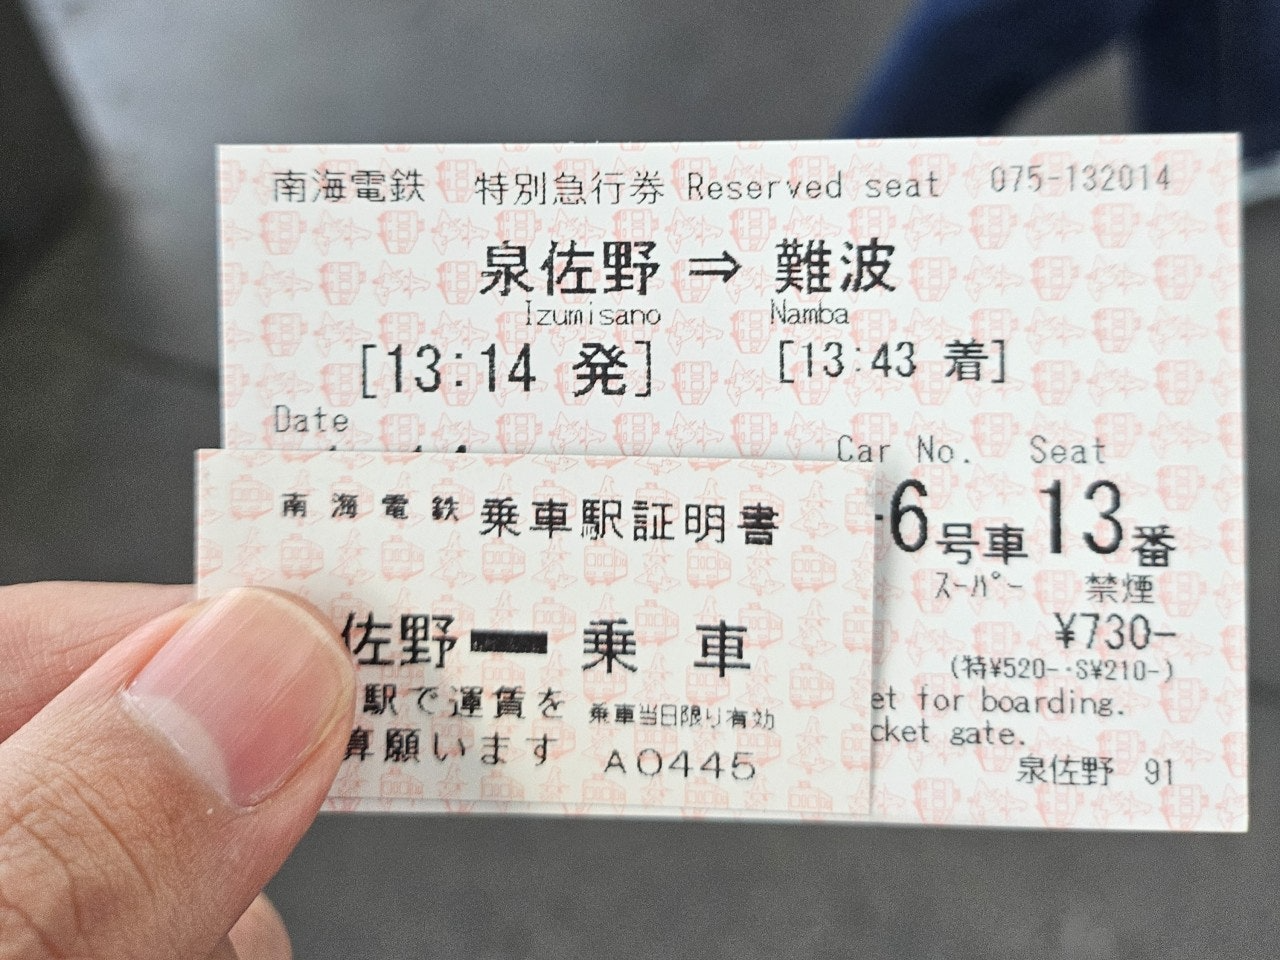 南海電鉄 特別急行券 Reserved seat 075-132014
泉佐野 ⇒ 難波
Izumisano Namba
[13:14 発] [13:43 着]
Date
Car No. Seat
6号車 13番
スーパー 禁煙
¥730-
(特¥520-・S¥210-)
for boarding.
gate.
泉佐野 91
南海電鉄 乗車駅証明書
佐野━乗車
駅で運賃を
願います
乗車当日限り有効
A0445